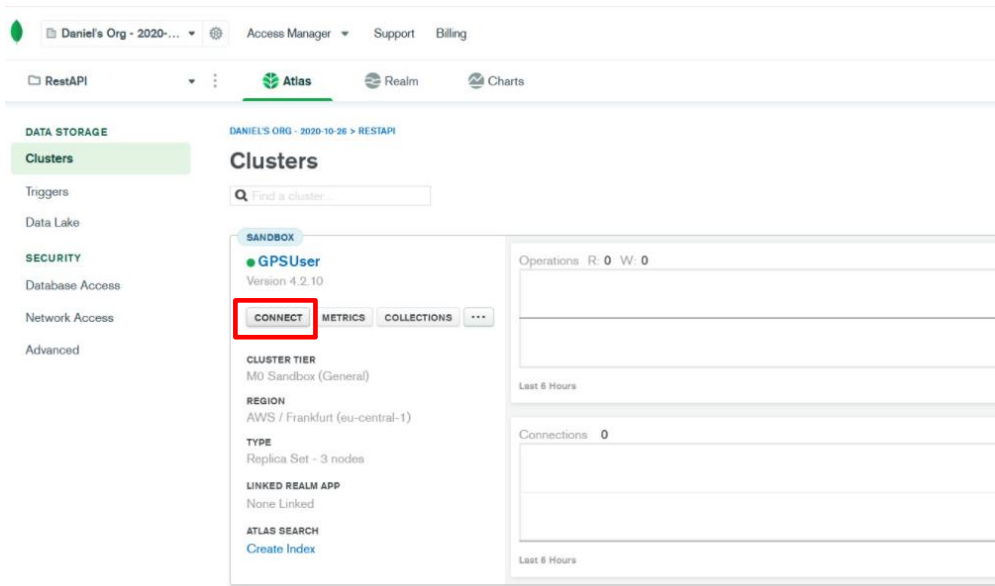 Daniel's Org - 2020-... Access Manager Support Billing
RestAPI Atlas Realm Charts
DATA STORAGE
Clusters
Triggers
Data Lake
SECURITY
Database Access
Network Access
Advanced
DANIEL'S ORG - 2020-10-26 > RESTAPI
Clusters
Find a cluster...
SANDBOX
GPSUser
Version 4.2.10
CONNECT METRICS COLLECTIONS ...
CLUSTER TIER
M0 Sandbox (General)
REGION
AWS / Frankfurt (eu-central-1)
TYPE
Replica Set - 3 nodes
LINKED REALM APP
None Linked
ATLAS SEARCH
Create Index
Operations R: 0 W: 0
Last 6 Hours
Connections 0
Last 6 Hours